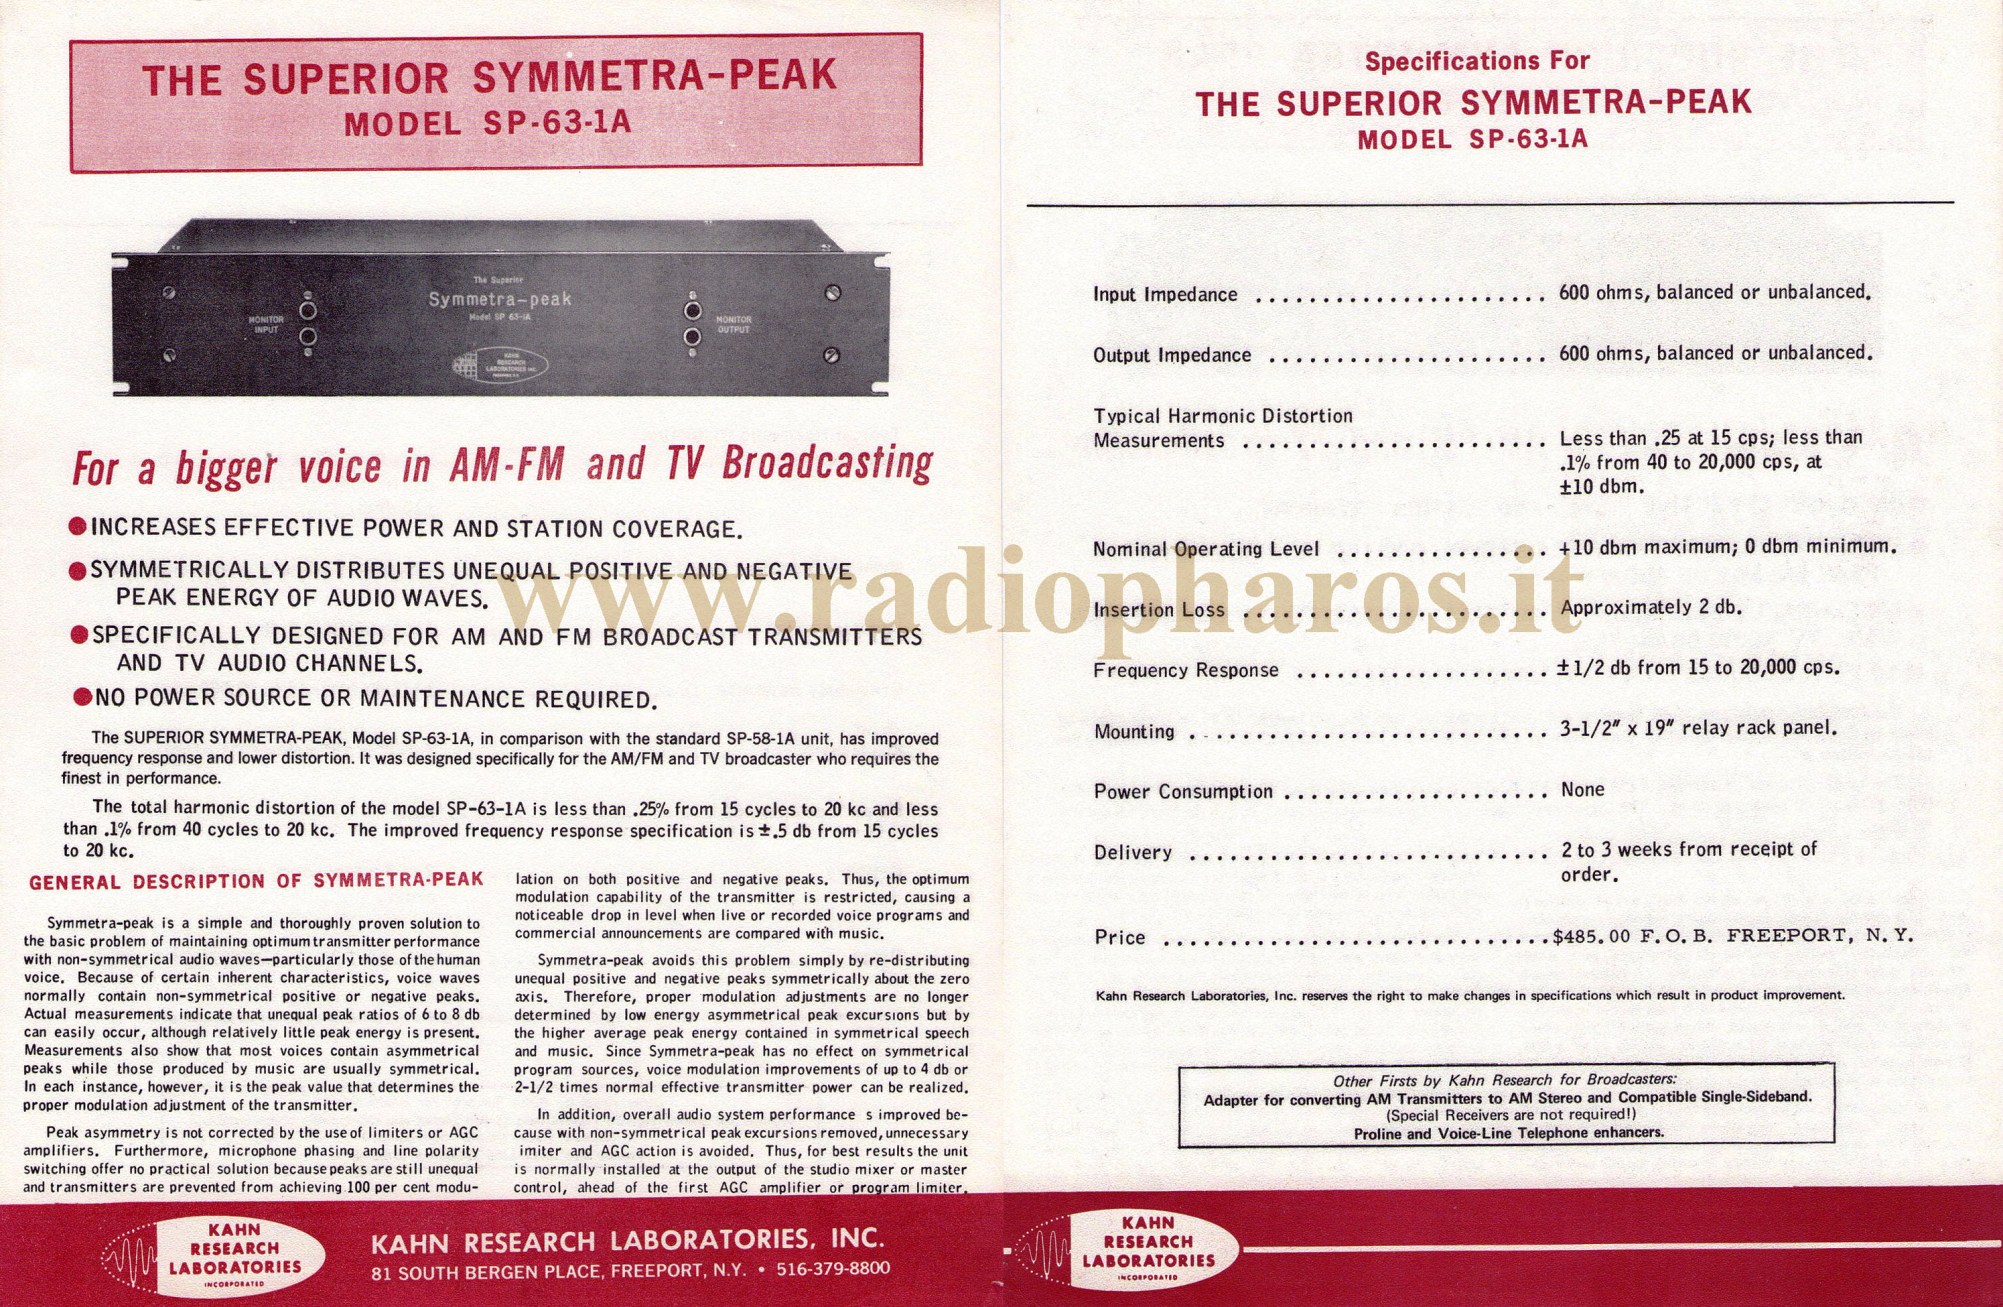 THE SUPERIOR SYMMETRA-PEAK
MODEL SP-63-1A
The Superior
Symmetra-peak
Model SP 63-1A
MONITOR
INPUT
MONITOR
OUTPUT
KAHN
RESEARCH
LABORATORIES INC.
For a bigger voice in AM-FM and TV Broadcasting
●INCREASES EFFECTIVE POWER AND STATION COVERAGE.
●SYMMETRICALLY DISTRIBUTES UNEQUAL POSITIVE AND NEGATIVE
PEAK ENERGY OF AUDIO WAVES.
●SPECIFICALLY DESIGNED FOR AM AND FM BROADCAST TRANSMITTERS
AND TV AUDIO CHANNELS.
●NO POWER SOURCE OR MAINTENANCE REQUIRED.
The SUPERIOR SYMMETRA-PEAK, Model SP-63-1A, in comparison with the standard SP-58-1A unit, has improved
frequency response and lower distortion. It was designed specifically for the AM/FM and TV broadcaster who requires the
finest in performance.
The total harmonic distortion of the model SP-63-1A is less than .25% from 15 cycles to 20 kc and less
than .1% from 40 cycles to 20 kc. The improved frequency response specification is ±.5 db from 15 cycles
to 20 kc.
GENERAL DESCRIPTION OF SYMMETRA-PEAK
Symmetra-peak is a simple and thoroughly proven solution to
the basic problem of maintaining optimum transmitter performance
with non-symmetrical audio waves—particularly those of the human
voice. Because of certain inherent characteristics, voice waves
normally contain non-symmetrical positive or negative peaks.
Actual measurements indicate that unequal peak ratios of 6 to 8 db
can easily occur, although relatively little peak energy is present.
Measurements also show that most voices contain asymmetrical
peaks while those produced by music are usually symmetrical.
In each instance, however, it is the peak value that determines the
proper modulation adjustment of the transmitter.
Peak asymmetry is not corrected by the use of limiters or AGC
amplifiers. Furthermore, microphone phasing and line polarity
switching offer no practical solution because peaks are still unequal
and transmitters are prevented from achieving 100 per cent modu-
lation on both positive and negative peaks. Thus, the optimum
modulation capability of the transmitter is restricted, causing a
noticeable drop in level when live or recorded voice programs and
commercial announcements are compared with music.
Symmetra-peak avoids this problem simply by re-distributing
unequal positive and negative peaks symmetrically about the zero
axis. Therefore, proper modulation adjustments are no longer
determined by low energy asymmetrical peak excursions but by
the higher average peak energy contained in symmetrical speech
and music. Since Symmetra-peak has no effect on symmetrical
program sources, voice modulation improvements of up to 4 db or
2-1/2 times normal effective transmitter power can be realized.
In addition, overall audio system performance s improved be-
cause with non-symmetrical peak excursions removed, unnecessary
imiter and AGC action is avoided. Thus, for best results the unit
is normally installed at the output of the studio mixer or master
control, ahead of the first AGC amplifier or program limiter.
KAHN
RESEARCH
LABORATORIES
INCORPORATED
KAHN RESEARCH LABORATORIES, INC.
81 SOUTH BERGEN PLACE, FREEPORT, N.Y. • 516-379-8800
Specifications For
THE SUPERIOR SYMMETRA-PEAK
MODEL SP-63-1A
Input Impedance ....................... 600 ohms, balanced or unbalanced.
Output Impedance ...................... 600 ohms, balanced or unbalanced.
Typical Harmonic Distortion
Measurements ........................ Less than .25 at 15 cps; less than
.1% from 40 to 20,000 cps, at
±10 dbm.
Nominal Operating Level ................. +10 dbm maximum; 0 dbm minimum.
Insertion Loss ........................ Approximately 2 db.
Frequency Response .................... ±1/2 db from 15 to 20,000 cps.
Mounting ............................ 3-1/2" x 19" relay rack panel.
Power Consumption ..................... None
Delivery ............................ 2 to 3 weeks from receipt of
order.
Price ..............................$485.00 F.O.B. FREEPORT, N.Y.
Kahn Research Laboratories, Inc. reserves the right to make changes in specifications which result in product improvement.
Other Firsts by Kahn Research for Broadcasters:
Adapter for converting AM Transmitters to AM Stereo and Compatible Single-Sideband.
(Special Receivers are not required!)
Proline and Voice-Line Telephone enhancers.
KAHN
RESEARCH
LABORATORIES
INCORPORATED
www.radiopharos.it